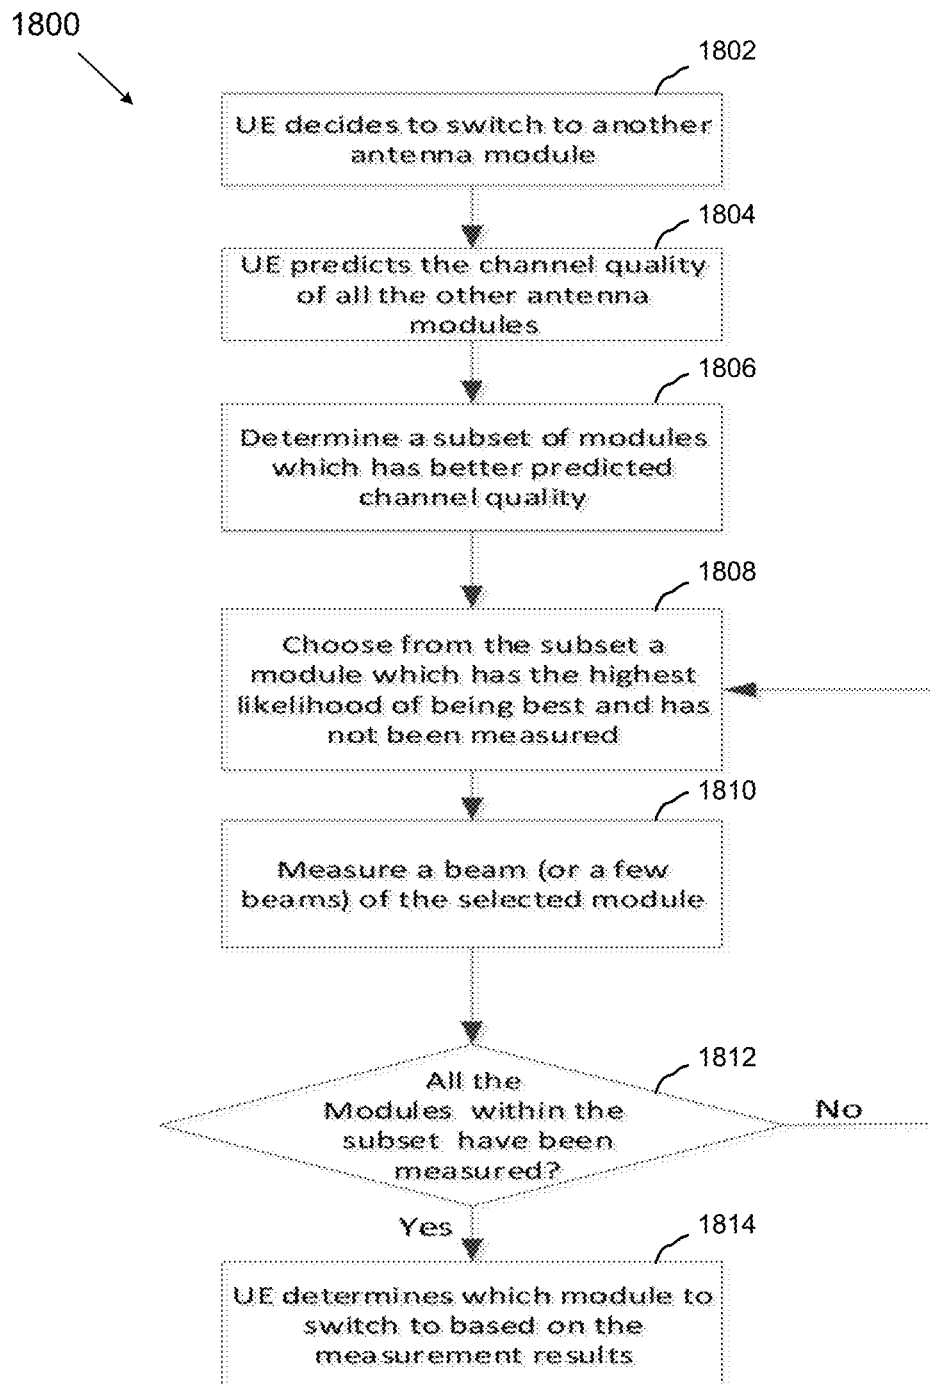 1800
1802
UE decides to switch to another
antenna module
1804
UE predicts the channel quality
of all the other antenna
modules
1806
Determine a subset of modules
which has better predicted
channel quality
1808
Choose from the subset a
module which has the highest
likelihood of being best and has
not been measured
1810
Measure a beam (or a few
beams) of the selected module
1812
All the
Modules within the
subset have been
measured?
No
Yes
1814
UE determines which module to
switch to based on the
measurement results